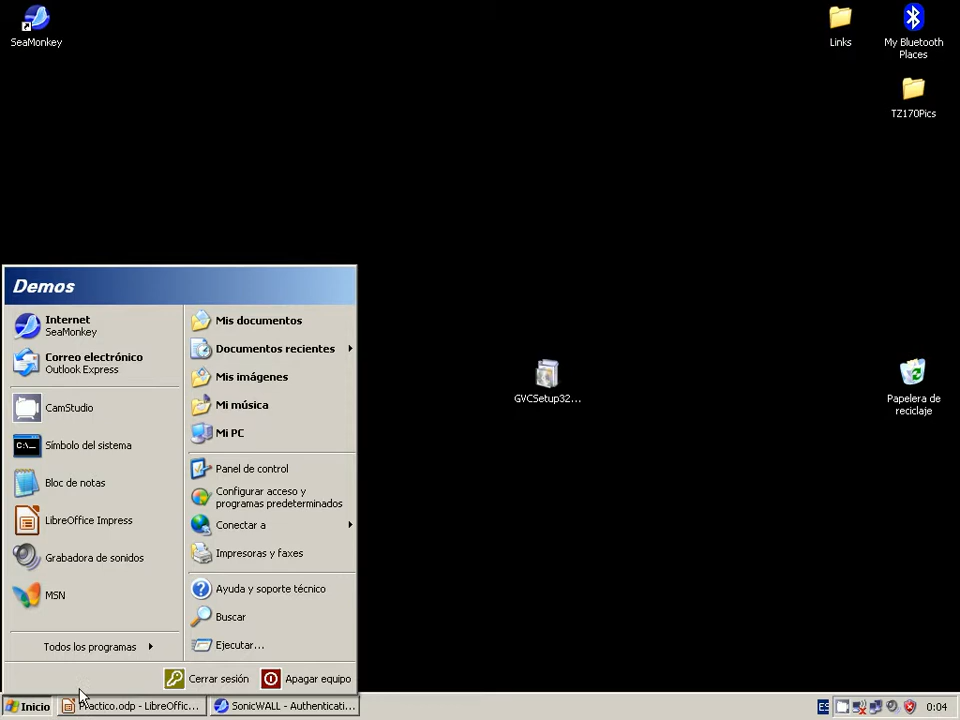 SeaMonkey
Links
My Bluetooth
Places
TZ170Pics
GVCSetup32...
Papelera de
reciclaje
Demos
Internet
SeaMonkey
Correo electrónico
Outlook Express
CamStudio
Símbolo del sistema
Bloc de notas
LibreOffice Impress
Grabadora de sonidos
MSN
Todos los programas
Mis documentos
Documentos recientes
Mis imágenes
Mi música
Mi PC
Panel de control
Configurar acceso y
programas predeterminados
Conectar a
Impresoras y faxes
Ayuda y soporte técnico
Buscar
Ejecutar...
Cerrar sesión
Apagar equipo
Inicio
Practico.odp - LibreOffic...
SonicWALL - Authenticati...
ES
0:04